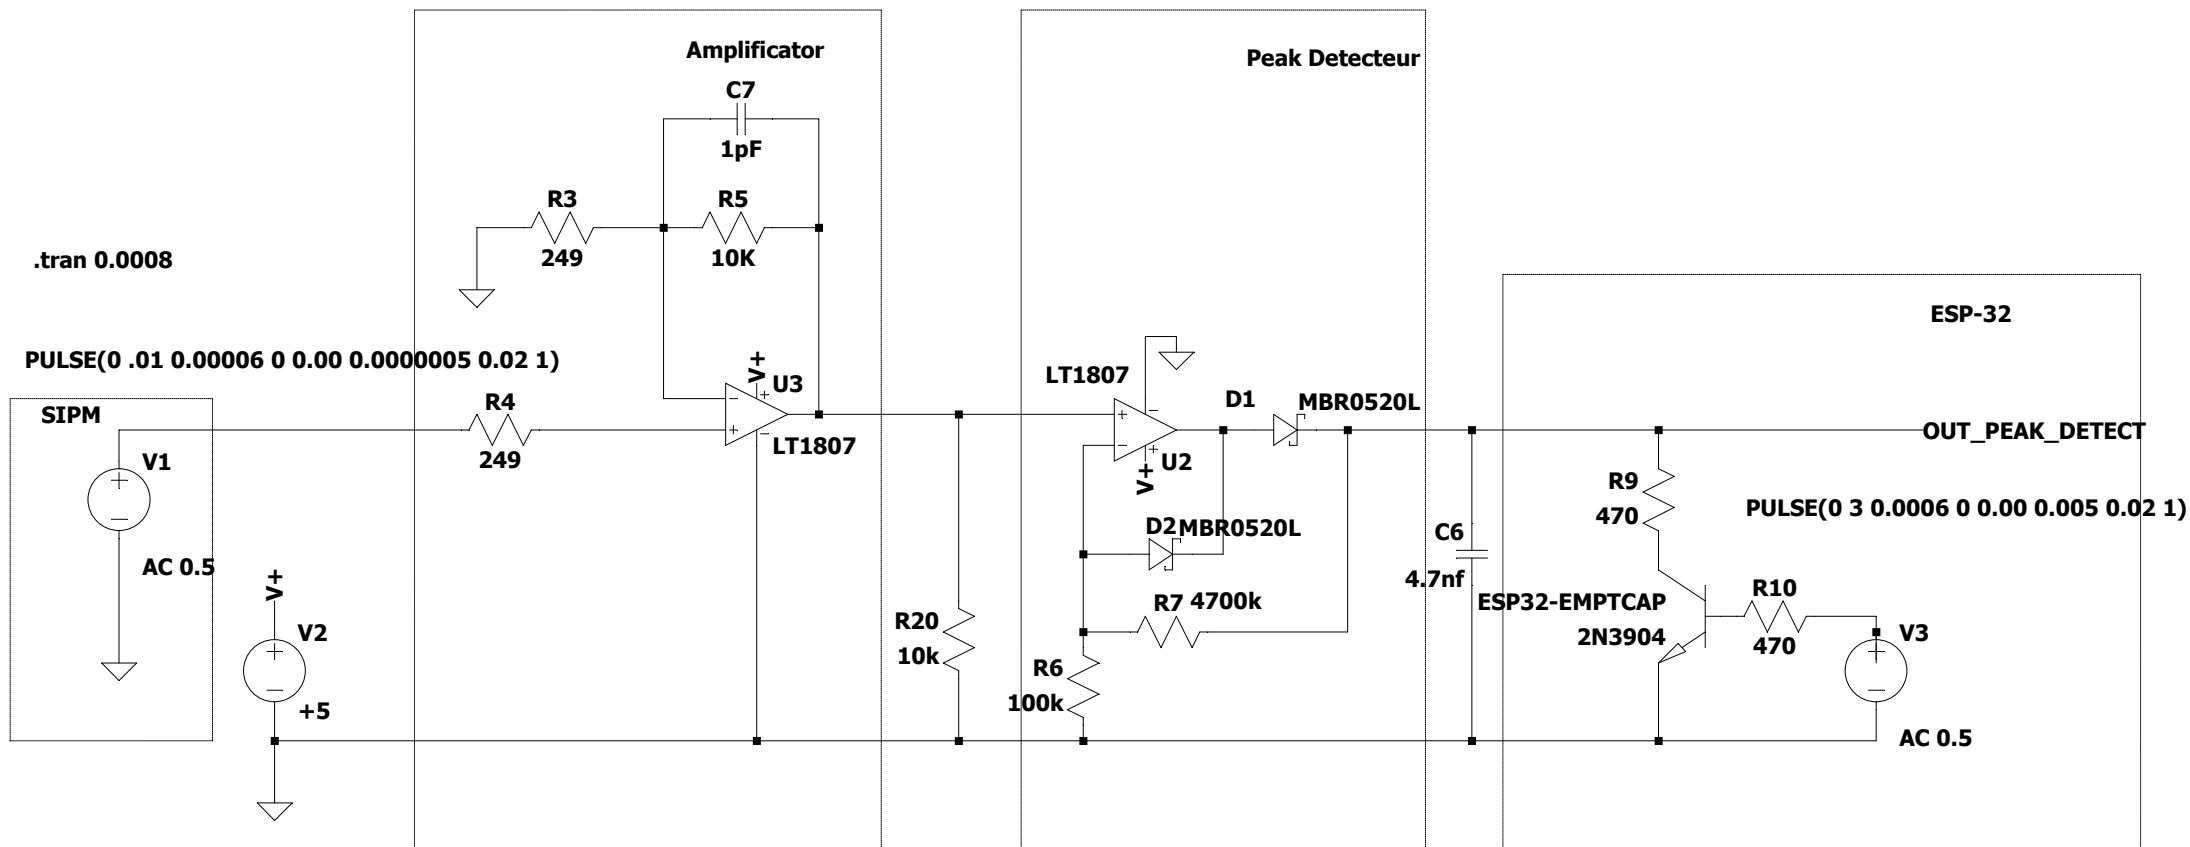 Amplificator
Peak Detecteur
C7
1pF
R3
249
R5
10K
.tran 0.0008
ESP-32
PULSE(0 .01 0.00006 0 0.00 0.0000005 0.02 1)
V+
U3
LT1807
SIPM
R4
249
LT1807
D1
MBR0520L
OUT_PEAK_DETECT
V1
U2
V+
R9
470
PULSE(0 3 0.0006 0 0.00 0.005 0.02 1)
D2
MBR0520L
C6
4.7nf
AC 0.5
V+
R7
4700k
ESP32-EMPTCAP
2N3904
R10
470
V2
R20
10k
V3
R6
100k
+5
AC 0.5